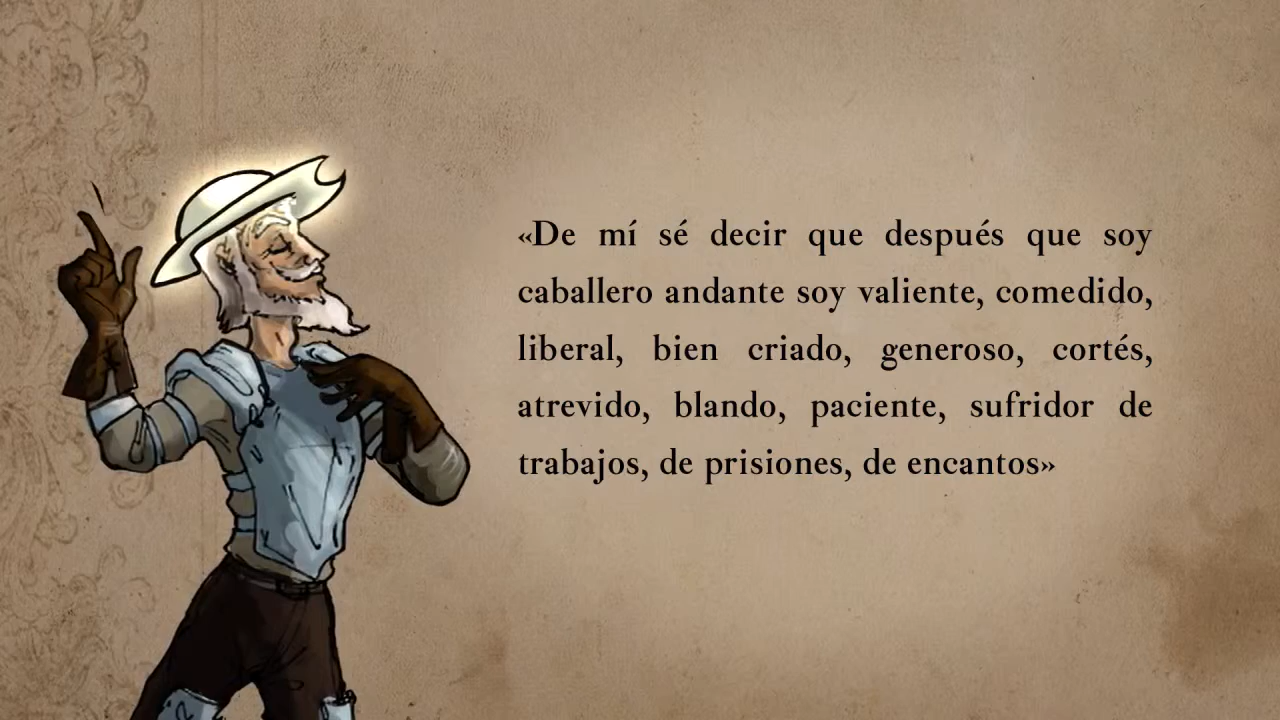 «De mí sé decir que después que soy
caballero andante soy valiente, comedido,
liberal, bien criado, generoso, cortés,
atrevido, blando, paciente, sufridor de
trabajos, de prisiones, de encantos»